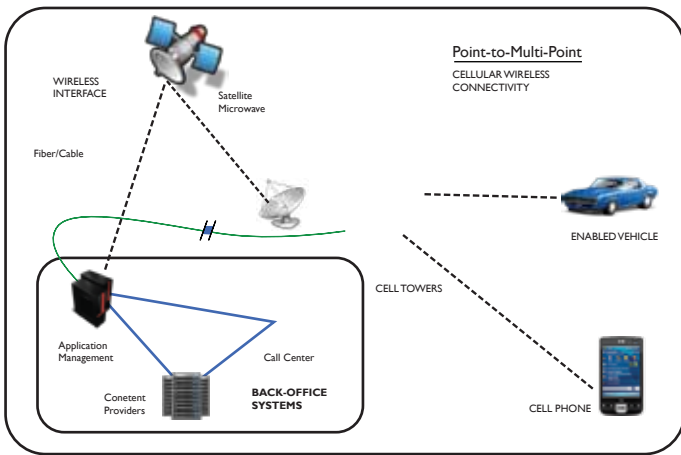 Point-to-Multi-Point
CELLULAR WIRELESS
CONNECTIVITY
WIRELESS
INTERFACE
Satellite
Microwave
Fiber/Cable
ENABLED VEHICLE
CELL TOWERS
Application
Management
Call Center
Conetent
Providers
BACK-OFFICE
SYSTEMS
CELL PHONE